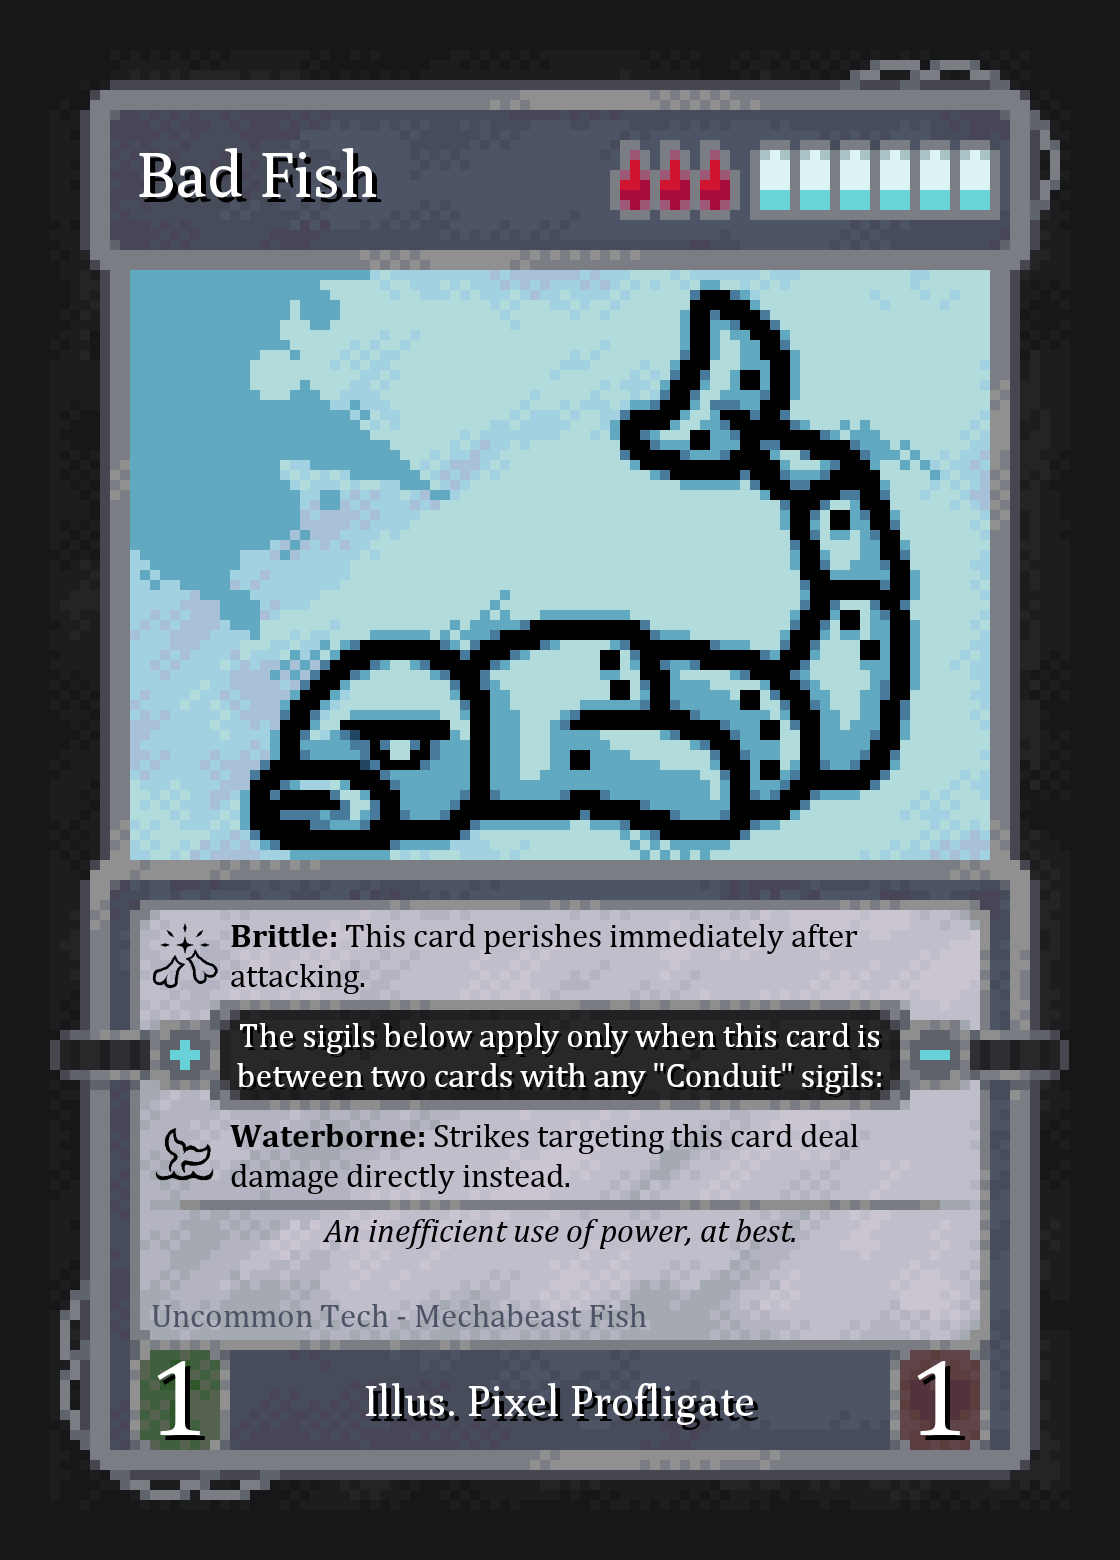 Bad Fish
Brittle: This card perishes immediately after
attacking.
The sigils below apply only when this card is
between two cards with any "Conduit" sigils:
Waterborne: Strikes targeting this card deal
damage directly instead.
An inefficient use of power, at best.
Uncommon Tech - Mechabeast Fish
1 Illus. Pixel Profligate 1